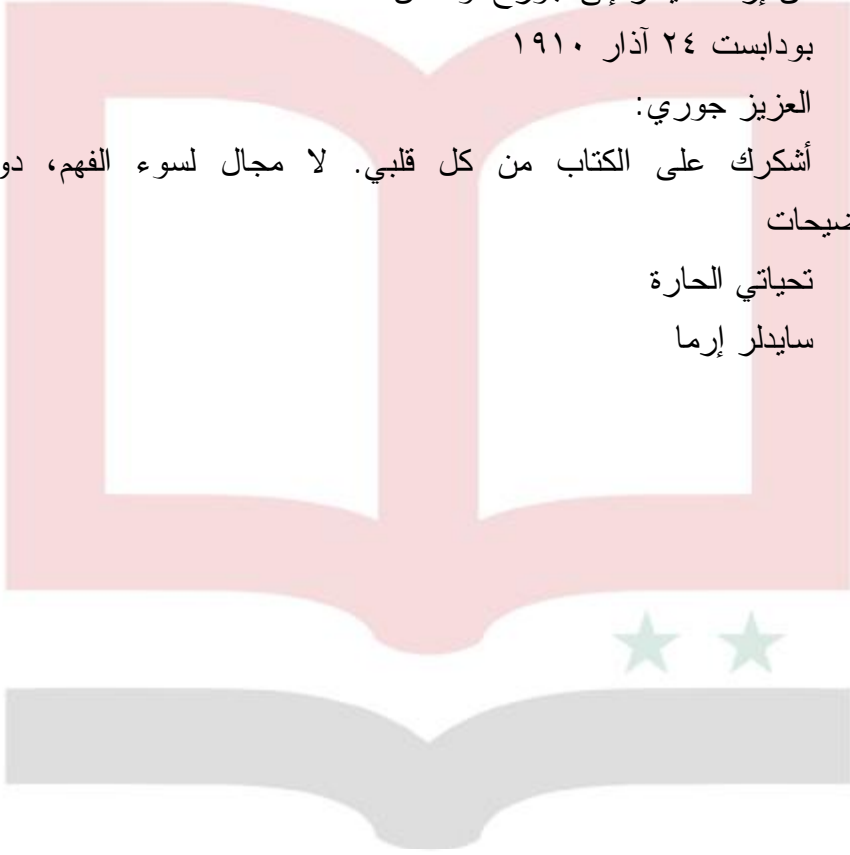 بودابست ٢٤ آذار ١٩١٠
العزيز جوري:
أشكرك على الكتاب من كل قلبي. لا مجال لسوء الفهم،
تحياتي الحارة
سايدلر إرما